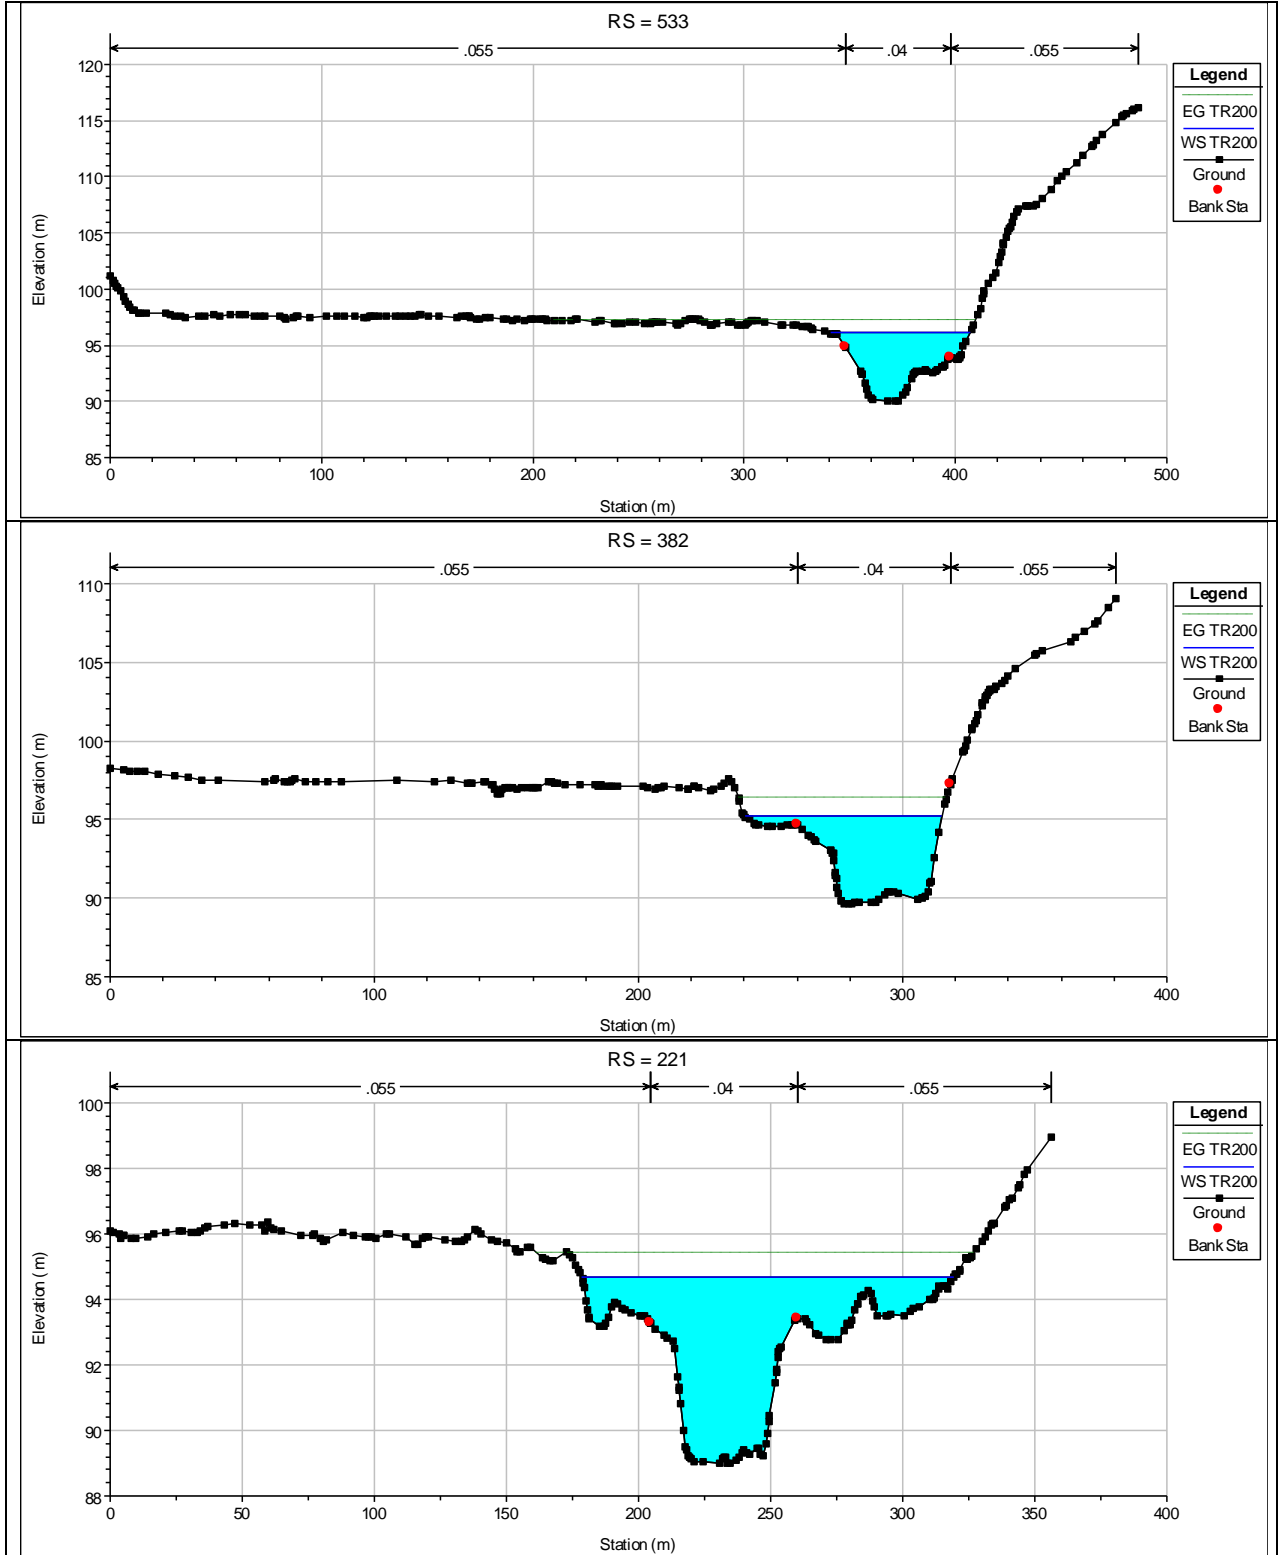 RS = 533
.055 .04 .055
120
115
110
105
100
95
90
85
0 100 200 300 400 500
Elevation (m)
Station (m)
Legend
EG TR200
WS TR200
Ground
Bank Sta
RS = 382
.055 .04 .055
110
105
100
95
90
85
0 100 200 300 400
Elevation (m)
Station (m)
Legend
EG TR200
WS TR200
Ground
Bank Sta
RS = 221
.055 .04 .055
100
98
96
94
92
90
88
0 50 100 150 200 250 300 350 400
Elevation (m)
Station (m)
Legend
EG TR200
WS TR200
Ground
Bank Sta